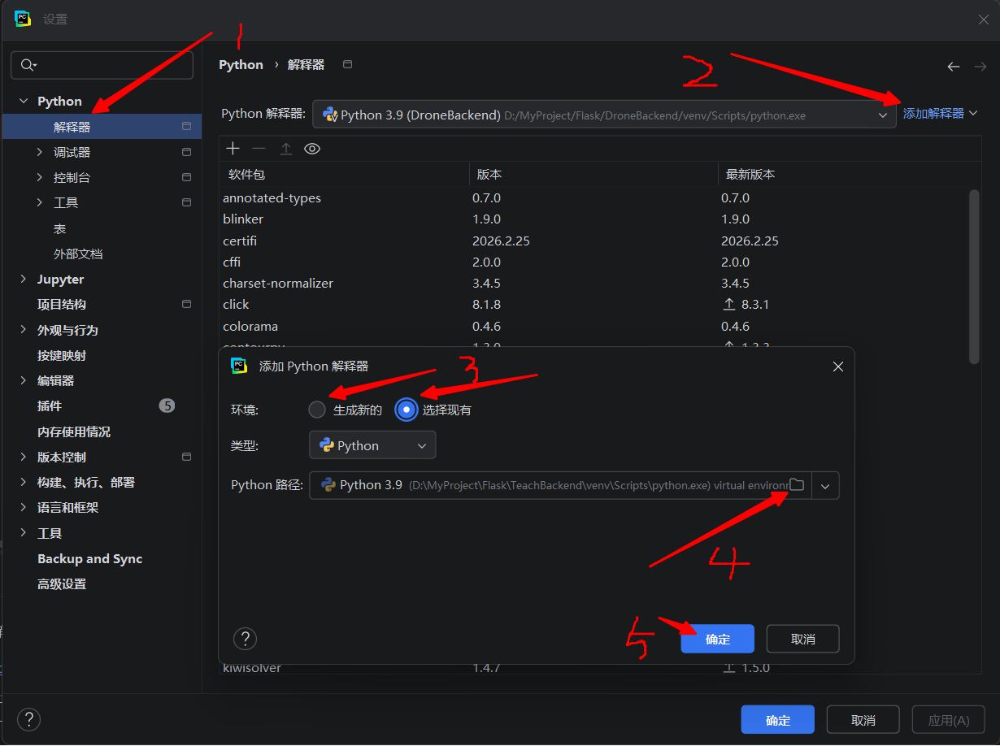 设置
1
Python › 解释器
2
Python 解释器: Python 3.9 (DroneBackend) D:/MyProject/Flask/DroneBackend/venv/Scripts/python.exe 添加解释器
Python
解释器
调试器
控制台
工具
表
外部文档
Jupyter
项目结构
外观与行为
按键映射
编辑器
插件 5
内存使用情况
版本控制
构建、执行、部署
语言和框架
工具
Backup and Sync
高级设置
软件包 版本 最新版本
annotated-types 0.7.0 0.7.0
blinker 1.9.0 1.9.0
certifi 2026.2.25 2026.2.25
cffi 2.0.0 2.0.0
charset-normalizer 3.4.5 3.4.5
click 8.1.8 8.3.1
colorama 0.4.6 0.4.6
添加 Python 解释器
3
环境: 生成新的 选择现有
类型: Python
Python 路径: Python 3.9 (D:\MyProject\Flask\TeachBackend\venv\Scripts\python.exe) virtual environr
4
5
? 确定 取消
kiwisolver 1.4.7 1.5.0
? 确定 取消 应用(A)